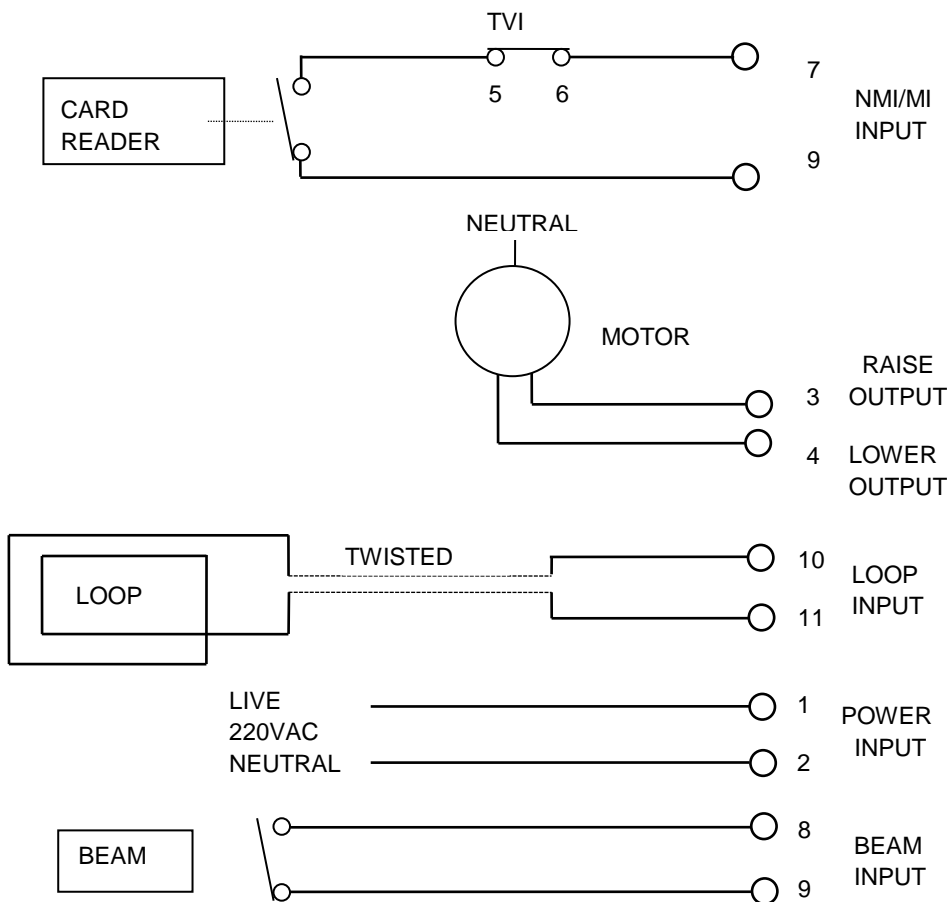 TVI
5 6
7
CARD
READER
NMI/MI
INPUT
9
NEUTRAL
MOTOR
RAISE
3 OUTPUT
4 LOWER
OUTPUT
TWISTED
10
LOOP
INPUT
LOOP
11
LIVE
220VAC
NEUTRAL
1
POWER
INPUT
2
8
BEAM
BEAM
INPUT
9